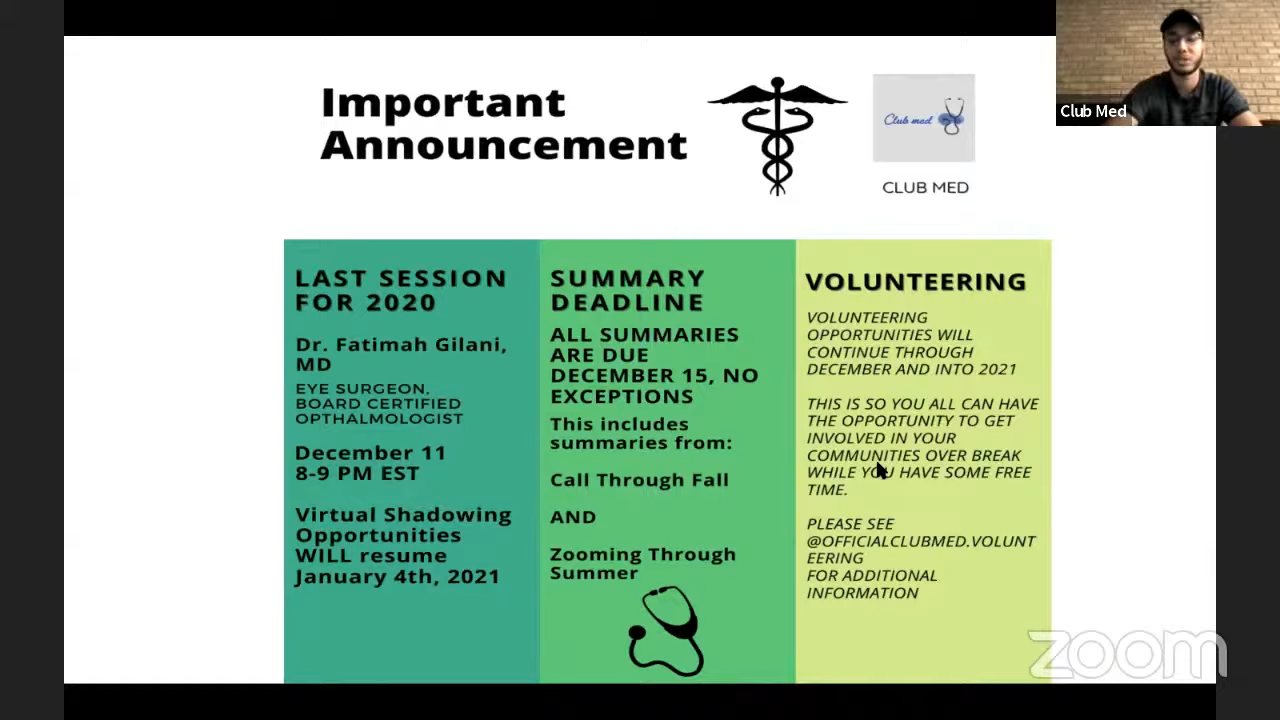 Important
Announcement
Club med
CLUB MED
Club Med
LAST SESSION
FOR 2020
Dr. Fatimah Gilani,
MD
EYE SURGEON.
BOARD CERTIFIED
OPTHALMOLOGIST
December 11
8-9 PM EST
Virtual Shadowing
Opportunities
WILL resume
January 4th, 2021
SUMMARY
DEADLINE
ALL SUMMARIES
ARE DUE
DECEMBER 15, NO
EXCEPTIONS
This includes
summaries from:
Call Through Fall
AND
Zooming Through
Summer
VOLUNTEERING
VOLUNTEERING
OPPORTUNITIES WILL
CONTINUE THROUGH
DECEMBER AND INTO 2021
THIS IS SO YOU ALL CAN HAVE
THE OPPORTUNITY TO GET
INVOLVED IN YOUR
COMMUNITIES OVER BREAK
WHILE YOU HAVE SOME FREE
TIME.
PLEASE SEE
@OFFICIALCLUBMED.VOLUNT
EERING
FOR ADDITIONAL
INFORMATION
zoom